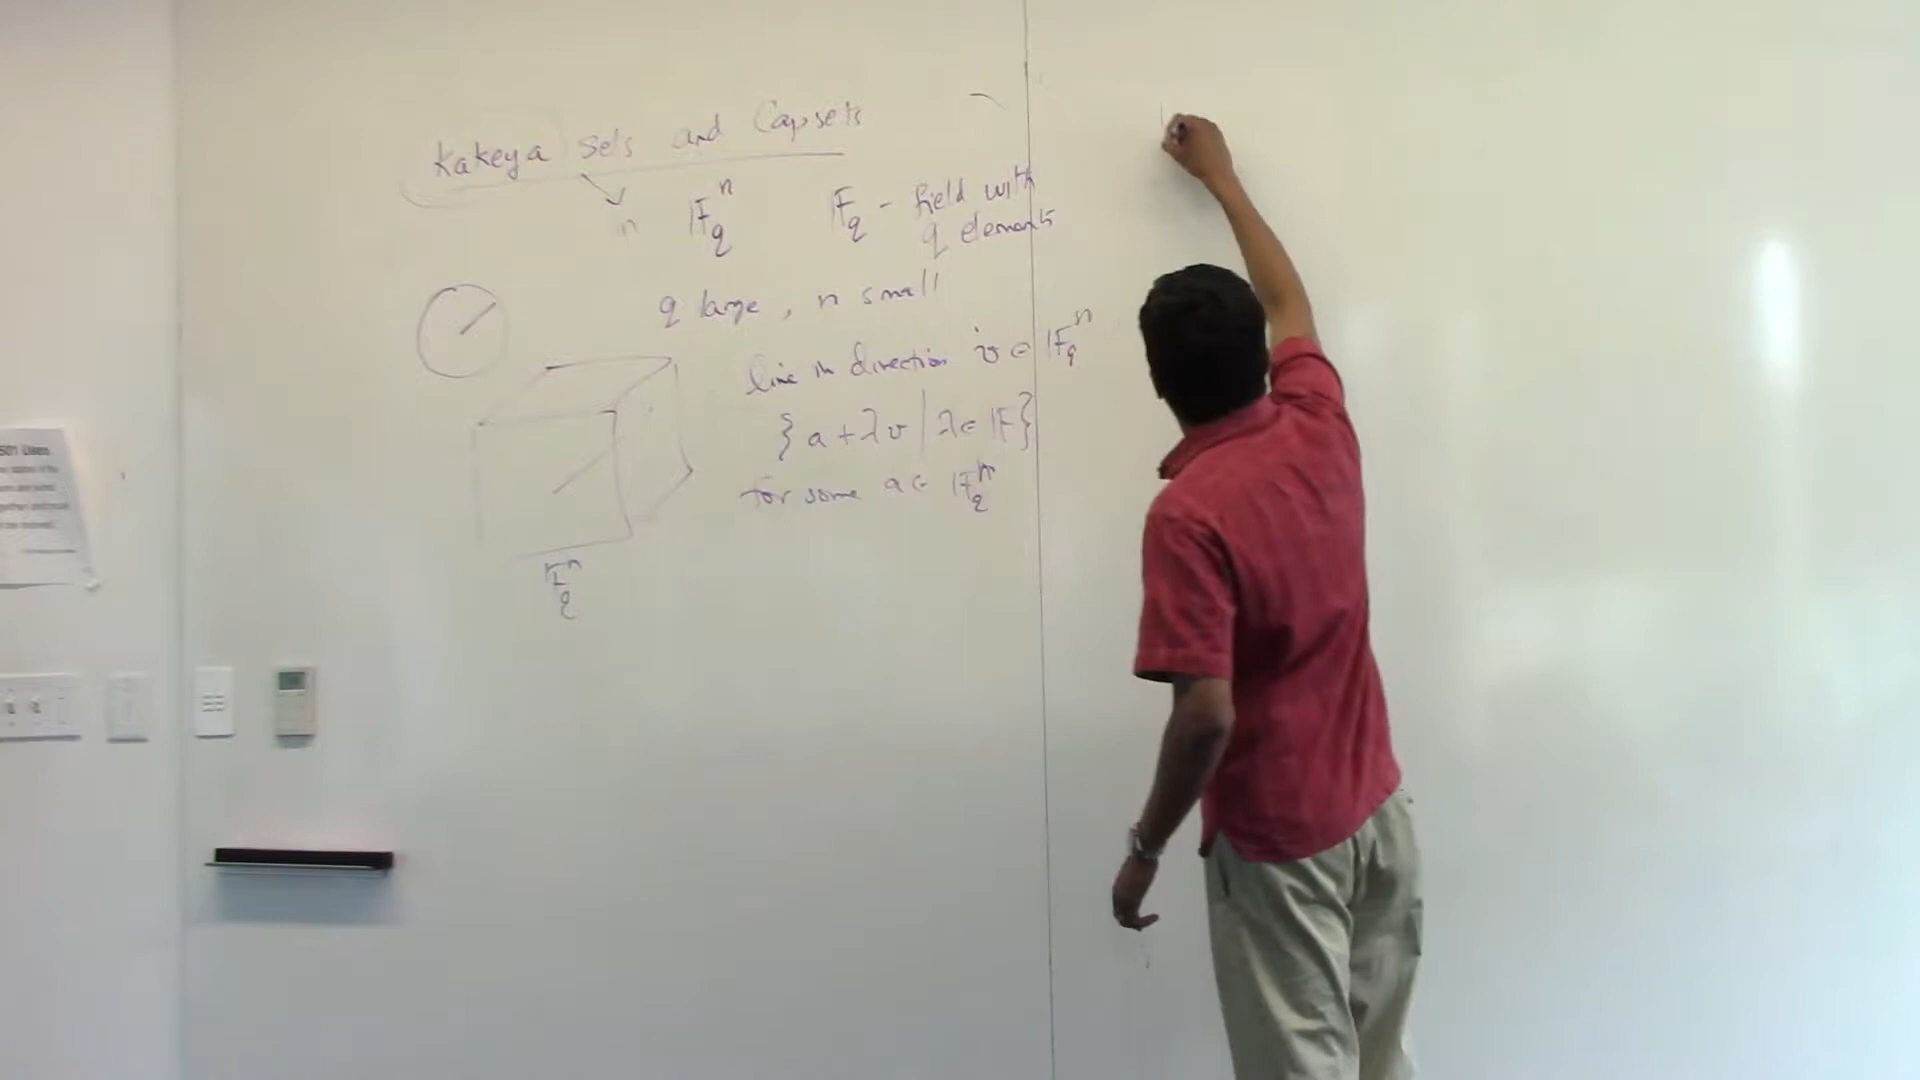 Kakeya Sets and Capsets
n 𝔽_q^n 𝔽_q - field with q elements
q large, n small
line in direction v ∈ 𝔽_q^n
{a + λv | λ ∈ 𝔽}
for some a ∈ 𝔽_q^n
𝔽_q^n